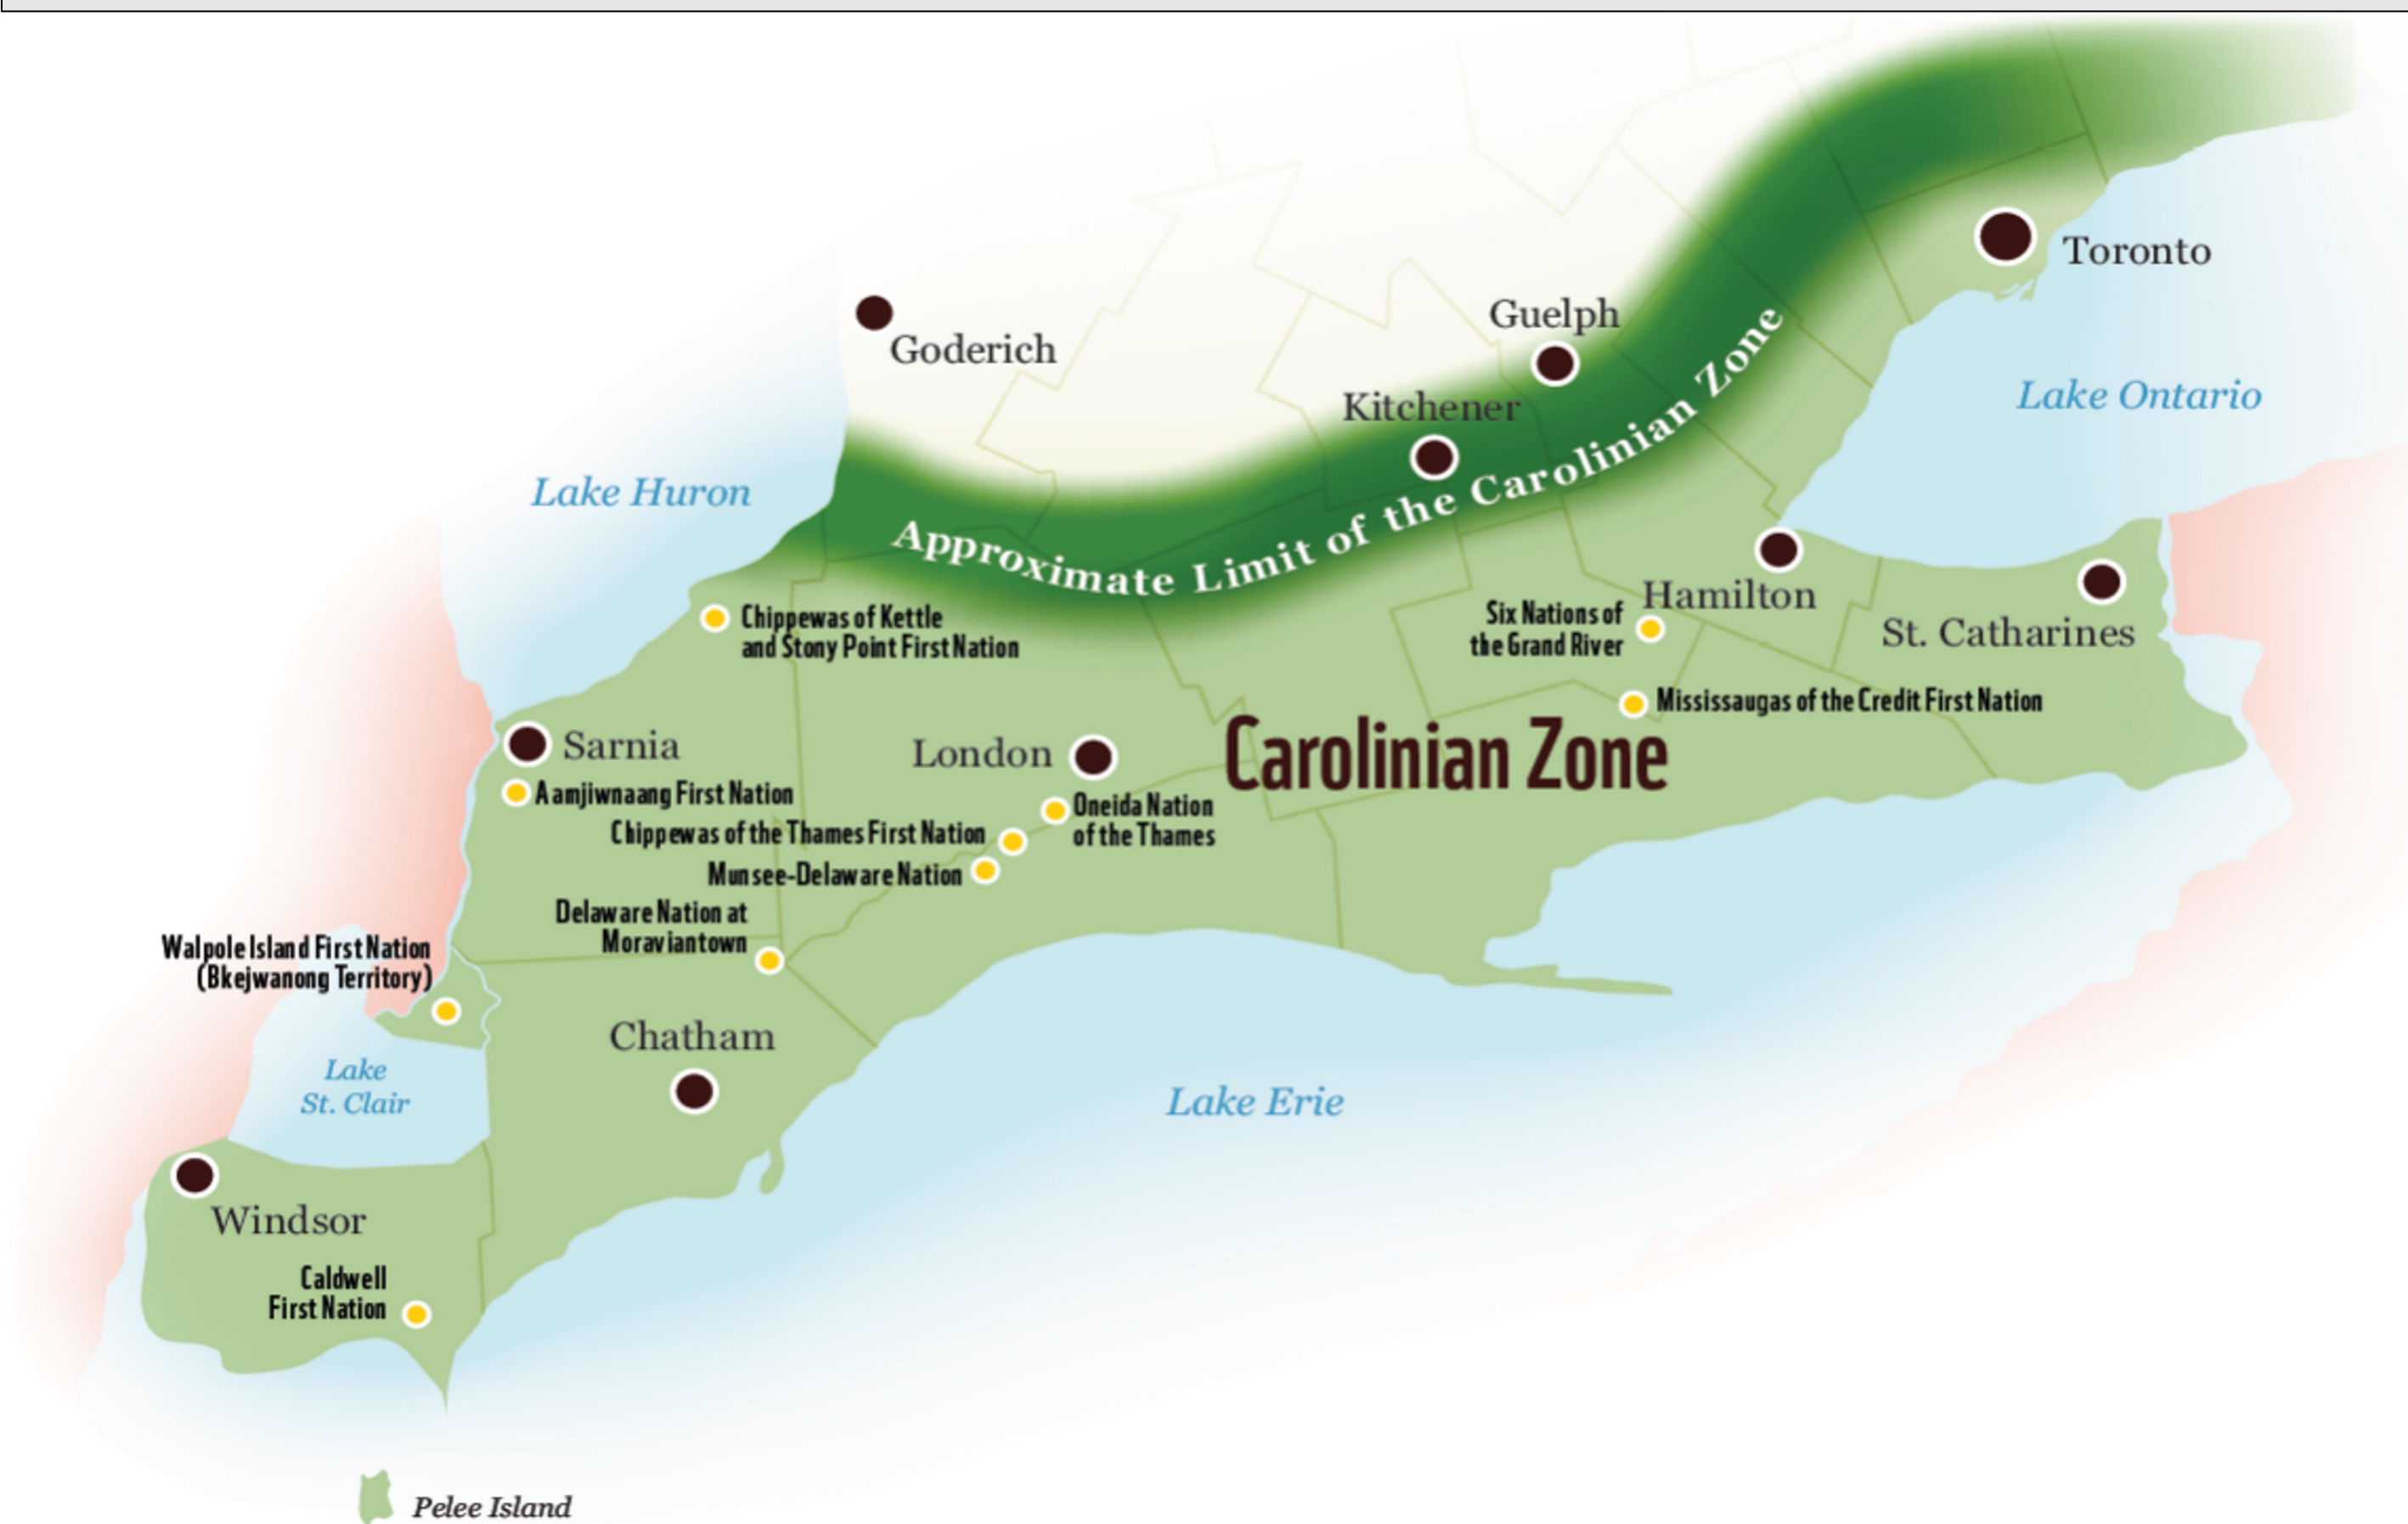 Toronto
Guelph
Goderich
Kitchener
Lake Ontario
Lake Huron
Approximate Limit of the Carolinian Zone
Hamilton
Six Nations of
the Grand River
St. Catharines
Chippewas of Kettle
and Stony Point First Nation
Mississaugas of the Credit First Nation
Sarnia
London
Carolinian Zone
Aamjiwnaang First Nation
Oneida Nation
of the Thames
Chippewas of the Thames First Nation
Munsee-Delaware Nation
Delaware Nation at
Moraviantown
Walpole Island First Nation
(Bkejwanong Territory)
Chatham
Lake
St. Clair
Lake Erie
Windsor
Caldwell
First Nation
Pelee Island